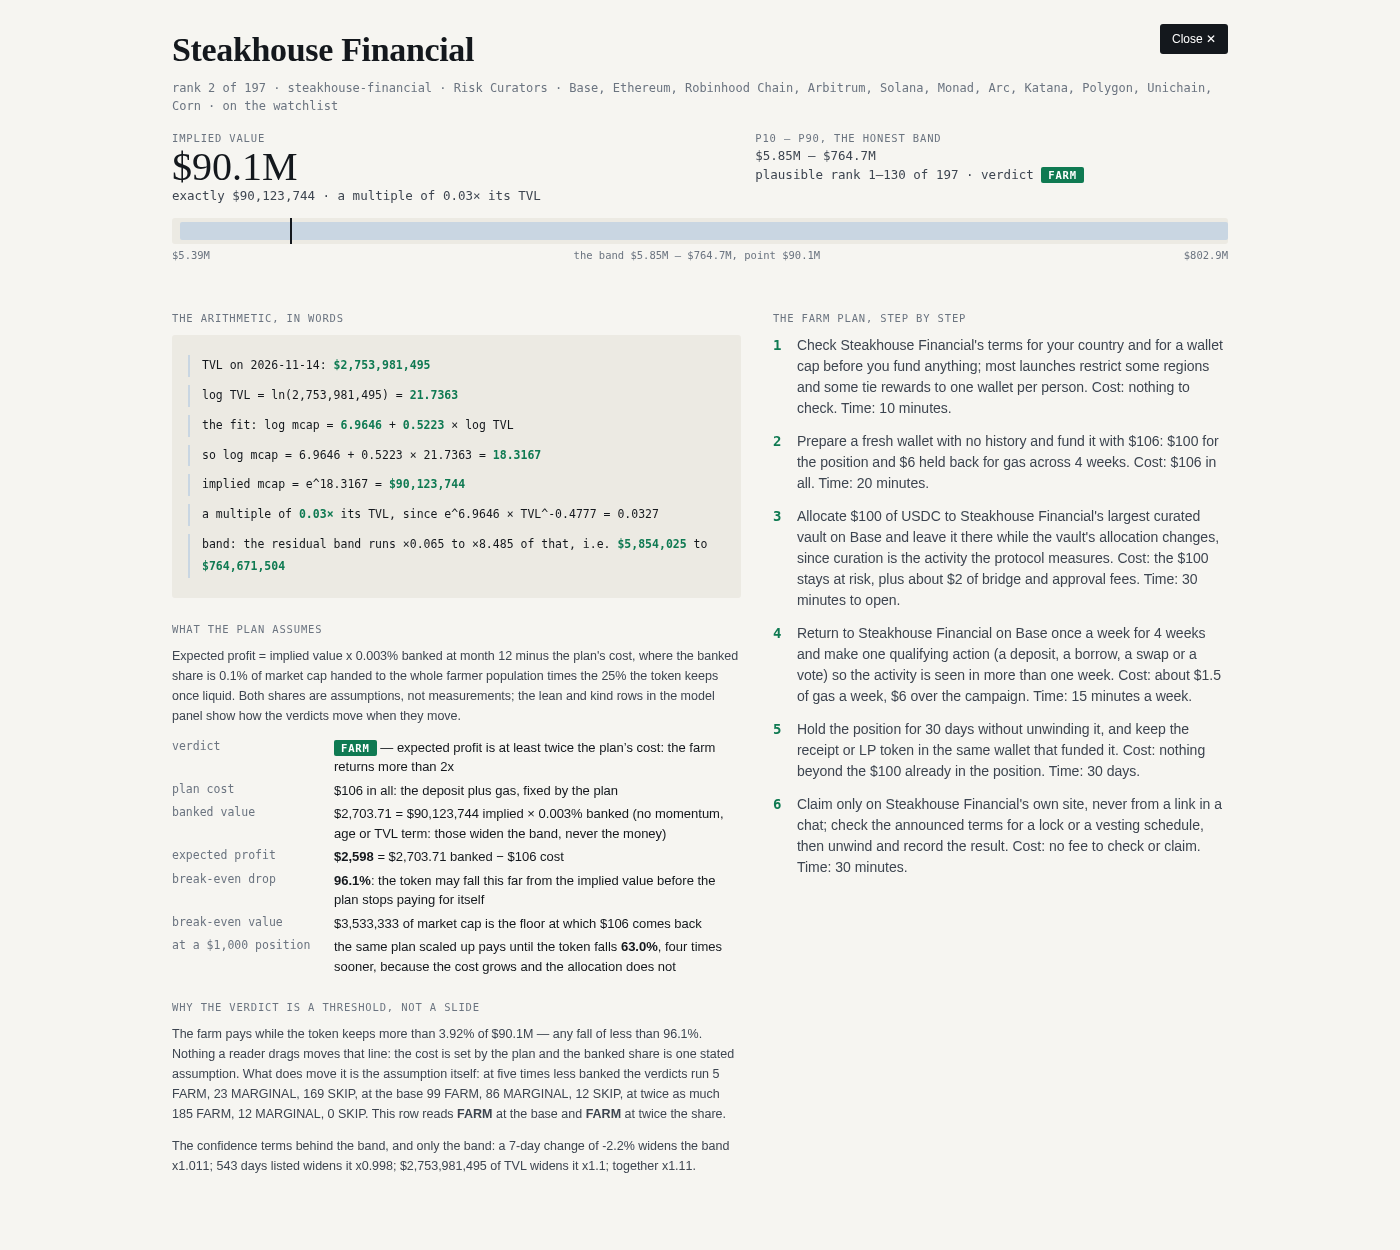 Steakhouse Financial
Close ✕
rank 2 of 197 · steakhouse-financial · Risk Curators · Base, Ethereum, Robinhood Chain, Arbitrum, Solana, Monad, Arc, Katana, Polygon, Unichain,
Corn · on the watchlist
IMPLIED VALUE
$90.1M
exactly $90,123,744 · a multiple of 0.03× its TVL
P10 — P90, THE HONEST BAND
$5.85M — $764.7M
plausible rank 1–130 of 197 · verdict FARM
$5.39M
the band $5.85M — $764.7M, point $90.1M
$802.9M
THE ARITHMETIC, IN WORDS
TVL on 2026-11-14: $2,753,981,495
log TVL = ln(2,753,981,495) = 21.7363
the fit: log mcap = 6.9646 + 0.5223 × log TVL
so log mcap = 6.9646 + 0.5223 × 21.7363 = 18.3167
implied mcap = e^18.3167 = $90,123,744
a multiple of 0.03× its TVL, since e^6.9646 × TVL^-0.4777 = 0.0327
band: the residual band runs ×0.065 to ×8.485 of that, i.e. $5,854,025 to
$764,671,504
WHAT THE PLAN ASSUMES
Expected profit = implied value x 0.003% banked at month 12 minus the plan's cost, where the banked
share is 0.1% of market cap handed to the whole farmer population times the 25% the token keeps
once liquid. Both shares are assumptions, not measurements; the lean and kind rows in the model
panel show how the verdicts move when they move.
verdict
FARM — expected profit is at least twice the plan's cost: the farm
returns more than 2x
plan cost
$106 in all: the deposit plus gas, fixed by the plan
banked value
$2,703.71 = $90,123,744 implied × 0.003% banked (no momentum,
age or TVL term: those widen the band, never the money)
expected profit
$2,598 = $2,703.71 banked − $106 cost
break-even drop
96.1%: the token may fall this far from the implied value before the
plan stops paying for itself
break-even value
$3,533,333 of market cap is the floor at which $106 comes back
at a $1,000 position
the same plan scaled up pays until the token falls 63.0%, four times
sooner, because the cost grows and the allocation does not
WHY THE VERDICT IS A THRESHOLD, NOT A SLIDE
The farm pays while the token keeps more than 3.92% of $90.1M — any fall of less than 96.1%.
Nothing a reader drags moves that line: the cost is set by the plan and the banked share is one stated
assumption. What does move it is the assumption itself: at five times less banked the verdicts run 5
FARM, 23 MARGINAL, 169 SKIP, at the base 99 FARM, 86 MARGINAL, 12 SKIP, at twice as much
185 FARM, 12 MARGINAL, 0 SKIP. This row reads FARM at the base and FARM at twice the share.
The confidence terms behind the band, and only the band: a 7-day change of -2.2% widens the band
x1.011; 543 days listed widens it x0.998; $2,753,981,495 of TVL widens it x1.1; together x1.11.
THE FARM PLAN, STEP BY STEP
1 Check Steakhouse Financial's terms for your country and for a wallet
cap before you fund anything; most launches restrict some regions
and some tie rewards to one wallet per person. Cost: nothing to
check. Time: 10 minutes.
2 Prepare a fresh wallet with no history and fund it with $106: $100 for
the position and $6 held back for gas across 4 weeks. Cost: $106 in
all. Time: 20 minutes.
3 Allocate $100 of USDC to Steakhouse Financial's largest curated
vault on Base and leave it there while the vault's allocation changes,
since curation is the activity the protocol measures. Cost: the $100
stays at risk, plus about $2 of bridge and approval fees. Time: 30
minutes to open.
4 Return to Steakhouse Financial on Base once a week for 4 weeks
and make one qualifying action (a deposit, a borrow, a swap or a
vote) so the activity is seen in more than one week. Cost: about $1.5
of gas a week, $6 over the campaign. Time: 15 minutes a week.
5 Hold the position for 30 days without unwinding it, and keep the
receipt or LP token in the same wallet that funded it. Cost: nothing
beyond the $100 already in the position. Time: 30 days.
6 Claim only on Steakhouse Financial's own site, never from a link in a
chat; check the announced terms for a lock or a vesting schedule,
then unwind and record the result. Cost: no fee to check or claim.
Time: 30 minutes.